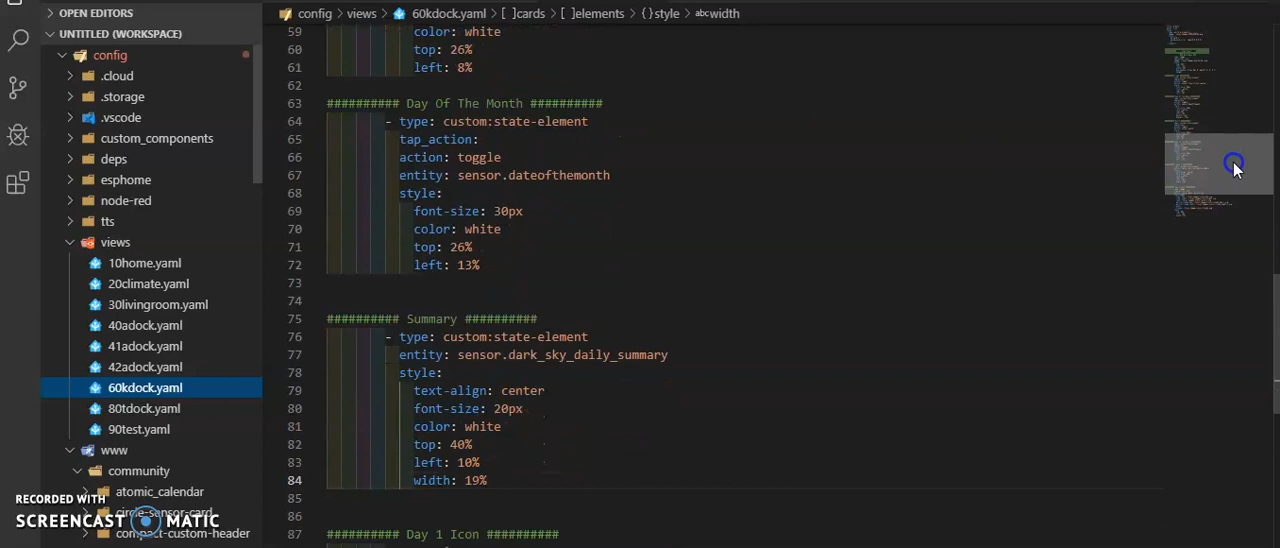 OPEN EDITORS
UNTITLED (WORKSPACE)
config
.cloud
.storage
.vscode
custom_components
deps
esphome
node-red
tts
views
10home.yaml
20climate.yaml
30livingroom.yaml
40adock.yaml
41adock.yaml
42adock.yaml
60kdock.yaml
80tdock.yaml
90test.yaml
www
community
atomic_calendar
circle-sensor-card
compact-custom-header
RECORDED WITH
SCREENCAST MATIC
config > views > 60kdock.yaml > [ ]cards > [ ]elements > {}style > abc width
59 color: white
60 top: 26%
61 left: 8%
62
63 ########## Day Of The Month ##########
64 - type: custom:state-element
65 tap_action:
66 action: toggle
67 entity: sensor.dateofthemonth
68 style:
69 font-size: 30px
70 color: white
71 top: 26%
72 left: 13%
73
74
75 ########## Summary ##########
76 - type: custom:state-element
77 entity: sensor.dark_sky_daily_summary
78 style:
79 text-align: center
80 font-size: 20px
81 color: white
82 top: 40%
83 left: 10%
84 width: 19%
85
86
87 ########## Day 1 Icon ##########